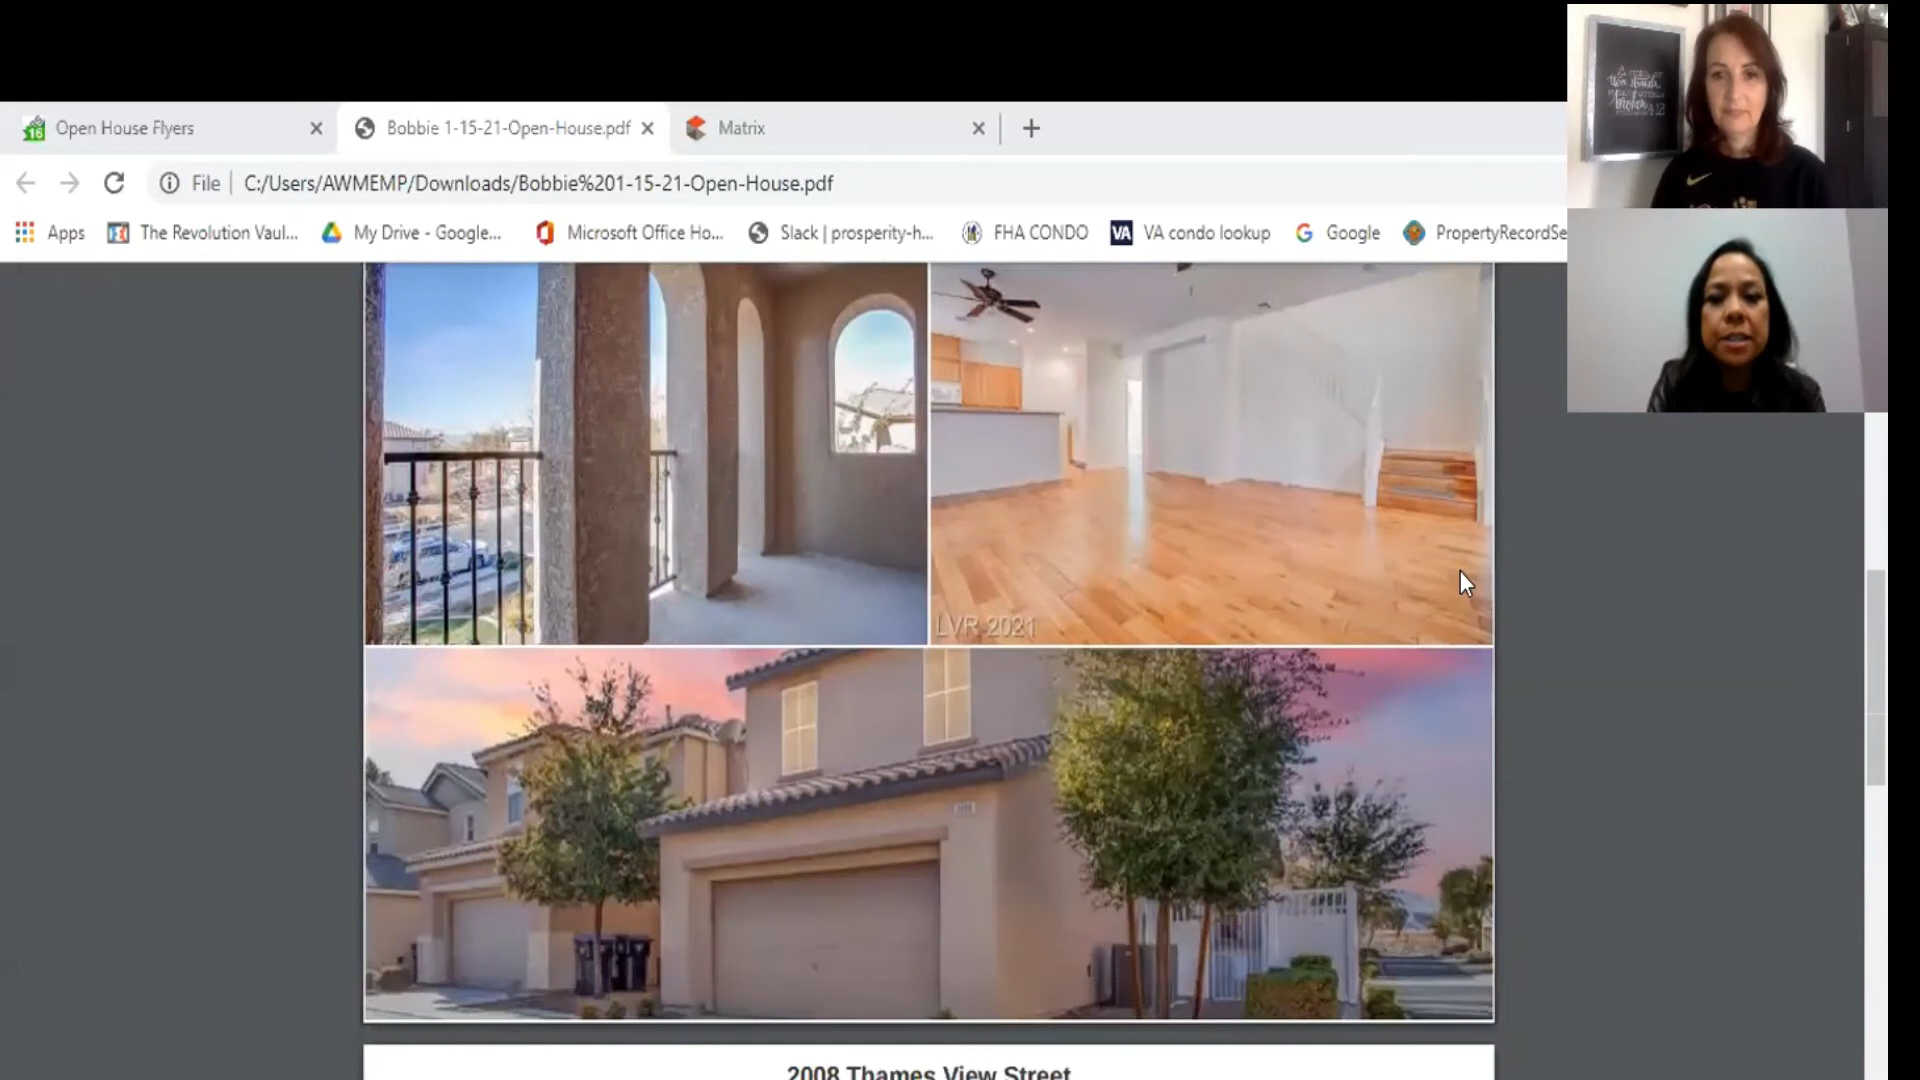 Open House Flyers
Bobbie 1-15-21-Open-House.pdf
Matrix
File
C:/Users/AWMEMP/Downloads/Bobbie%201-15-21-Open-House.pdf
Apps
The Revolution Vaul...
My Drive - Google...
Microsoft Office Ho...
Slack | prosperity-h...
FHA CONDO
VA
VA condo lookup
Google
PropertyRecordSe
LVR 2021
2008 Thames View Street